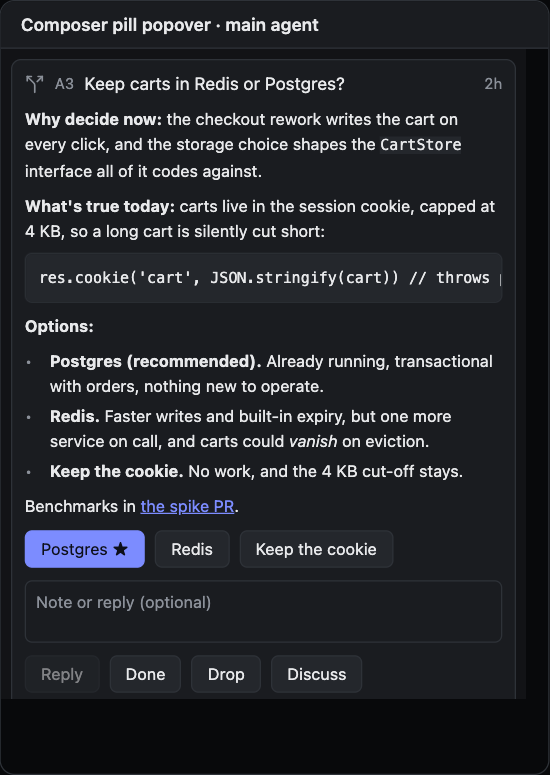 Composer pill popover · main agent
A3 Keep carts in Redis or Postgres? 2h
Why decide now: the checkout rework writes the cart on
every click, and the storage choice shapes the CartStore
interface all of it codes against.
What's true today: carts live in the session cookie, capped at
4 KB, so a long cart is silently cut short:
res.cookie('cart', JSON.stringify(cart)) // throws
Options:
• Postgres (recommended). Already running, transactional
with orders, nothing new to operate.
• Redis. Faster writes and built-in expiry, but one more
service on call, and carts could vanish on eviction.
• Keep the cookie. No work, and the 4 KB cut-off stays.
Benchmarks in the spike PR.
Postgres ★ Redis Keep the cookie
Note or reply (optional)
Reply Done Drop Discuss